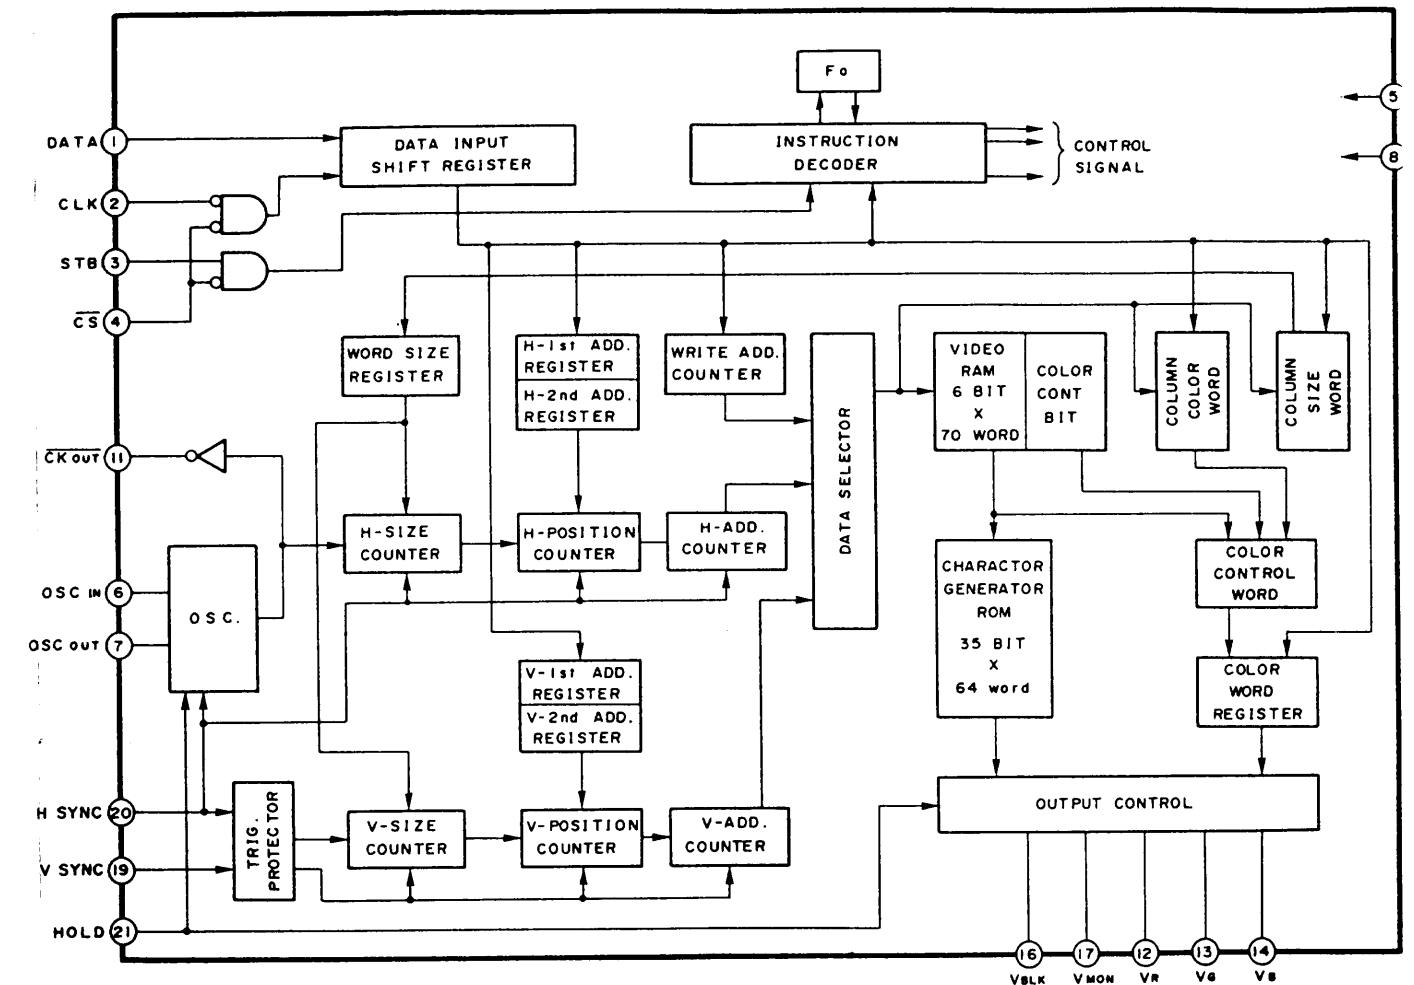 Fo
5
DATA 1
DATA INPUT
SHIFT REGISTER
INSTRUCTION
DECODER
CONTROL
SIGNAL
8
CLK 2
STB 3
CS 4
WORD SIZE
REGISTER
H-1st ADD.
REGISTER
H-2nd ADD.
REGISTER
WRITE ADD.
COUNTER
DATA SELECTOR
VIDEO
RAM
6 BIT
X
70 WORD
COLOR
CONT
BIT
COLUMN
COLOR
WORD
COLUMN
SIZE
WORD
CK OUT 11
H-SIZE
COUNTER
H-POSITION
COUNTER
H-ADD.
COUNTER
CHARACTOR
GENERATOR
ROM
35 BIT
X
64 word
COLOR
CONTROL
WORD
OSC IN 6
OSC.
OSC OUT 7
V-1st ADD.
REGISTER
V-2nd ADD.
REGISTER
COLOR
WORD
REGISTER
H SYNC 20
TRIG.
PROTECTOR
V-SIZE
COUNTER
V-POSITION
COUNTER
V-ADD.
COUNTER
OUTPUT CONTROL
V SYNC 19
HOLD 21
16 17 12 13 14
VBLK VMON VR VG VB